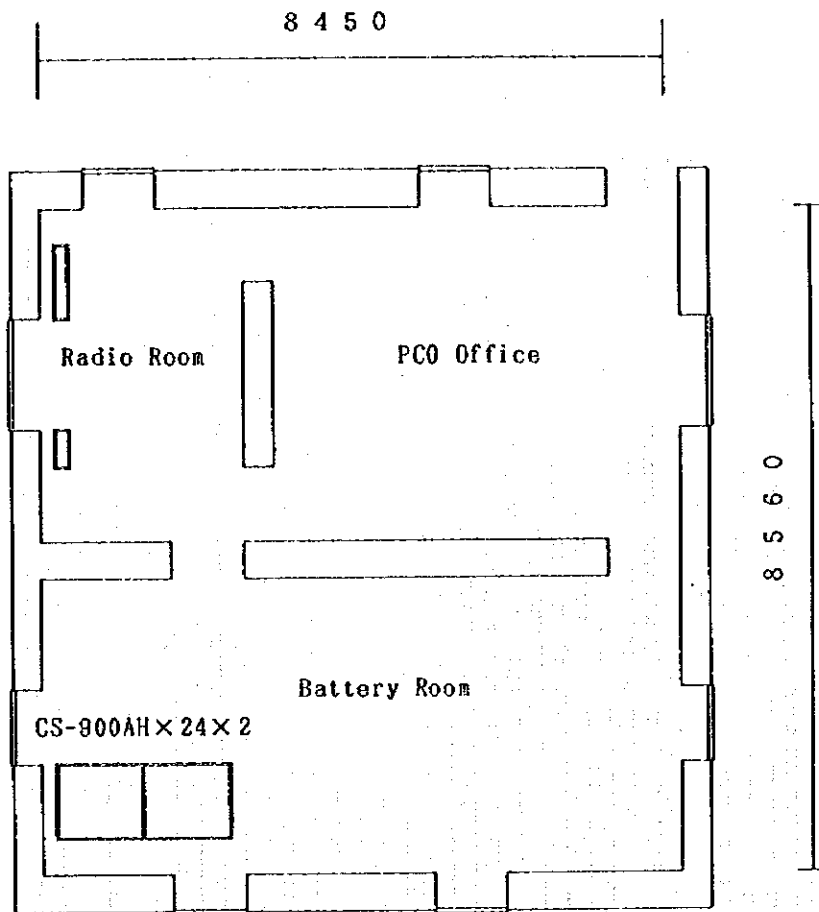 8450
Radio Room
PCO Office
8560
Battery Room
CS-900AH×24×2